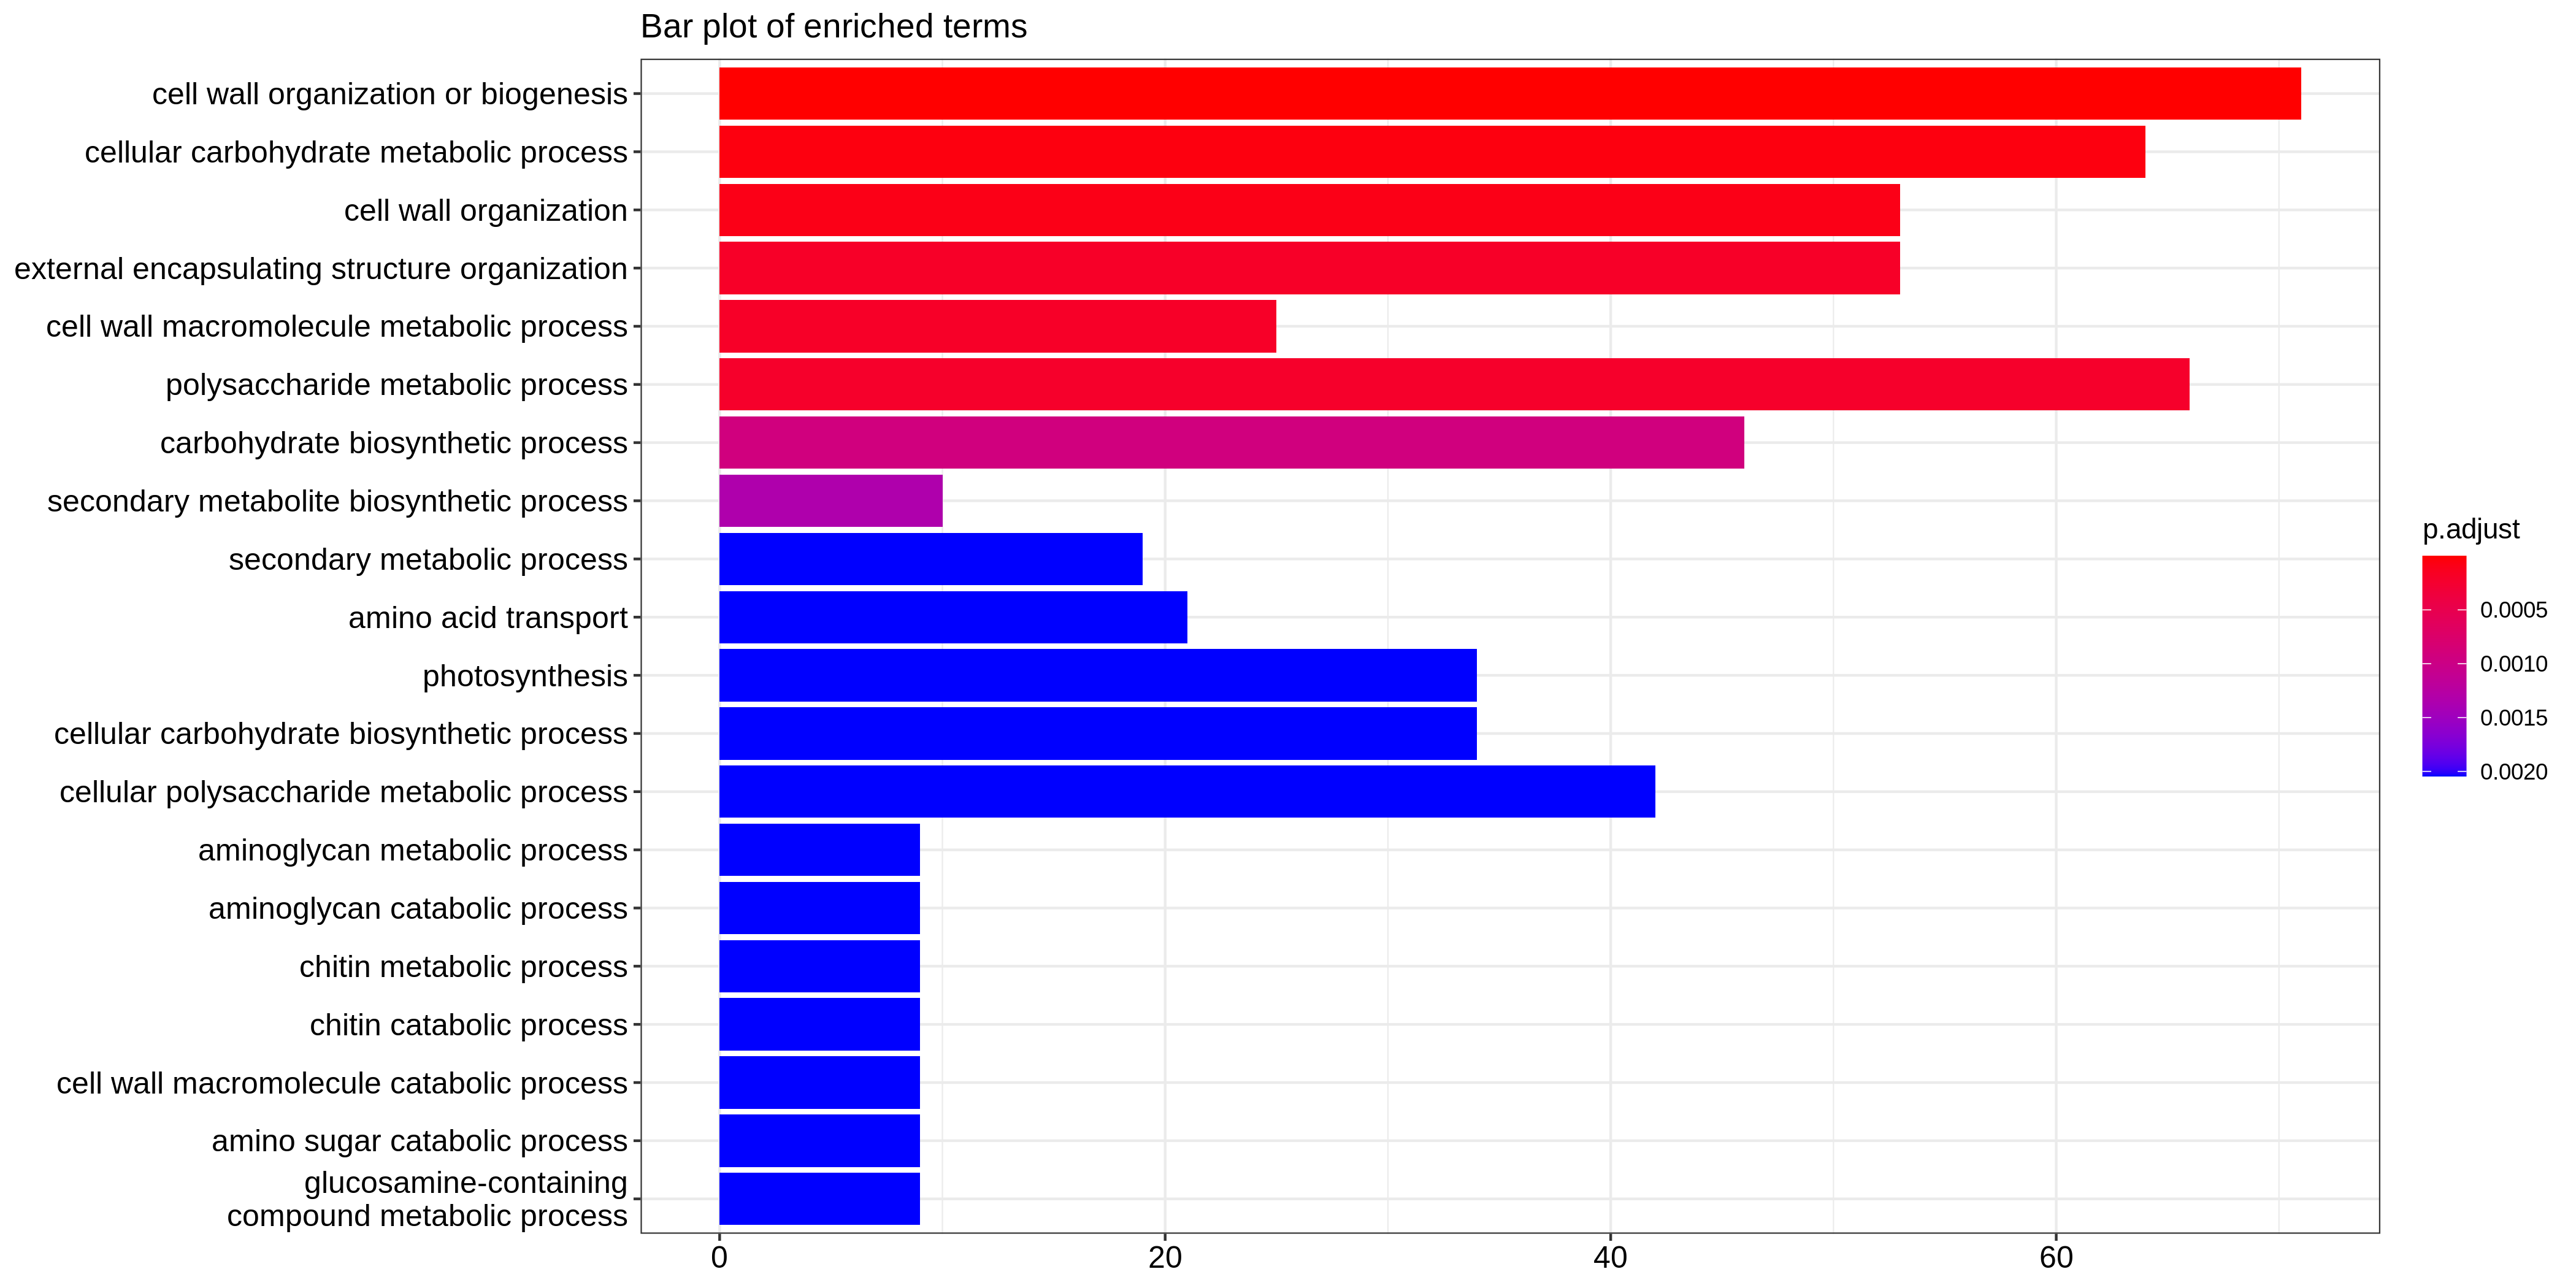 Bar plot of enriched terms
cell wall organization or biogenesis
cellular carbohydrate metabolic process
cell wall organization
external encapsulating structure organization
cell wall macromolecule metabolic process
polysaccharide metabolic process
carbohydrate biosynthetic process
secondary metabolite biosynthetic process
secondary metabolic process
amino acid transport
photosynthesis
cellular carbohydrate biosynthetic process
cellular polysaccharide metabolic process
aminoglycan metabolic process
aminoglycan catabolic process
chitin metabolic process
chitin catabolic process
cell wall macromolecule catabolic process
amino sugar catabolic process
glucosamine-containing
compound metabolic process
0 20 40 60
p.adjust
0.0005
0.0010
0.0015
0.0020